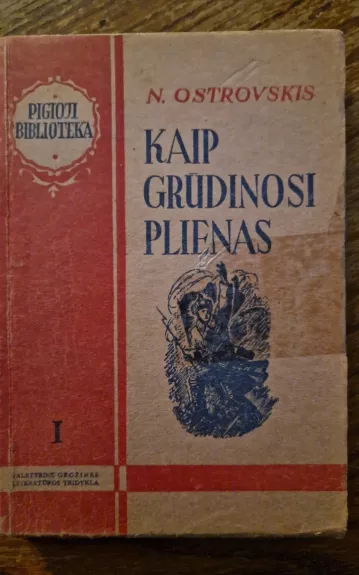 PIGIOJI
BIBLIOTEKA
N. OSTROVSKIS
KAIP
GRŪDINOSI
PLIENAS
I
VALSTYBINĖ GROŽINĖS
LITERATŪROS LEIDYKLA